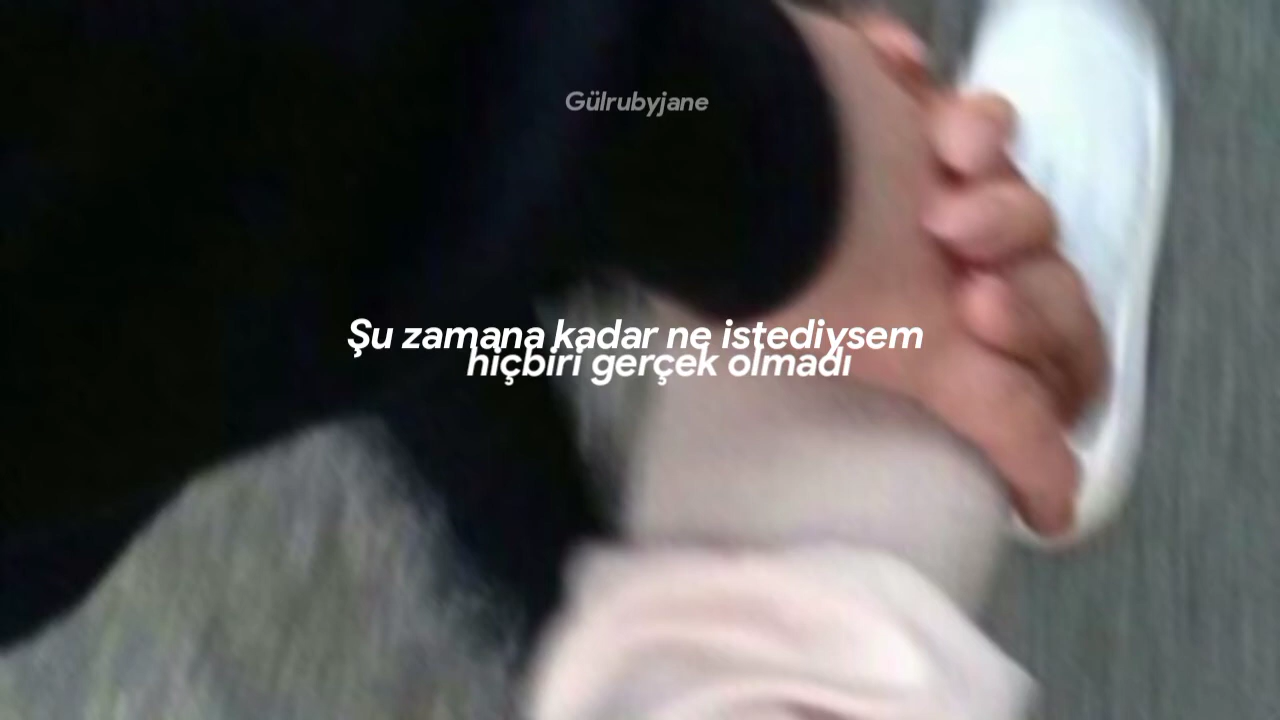 Gülrubyjane
Şu zamana kadar ne istediysem
hiçbiri gerçek olmadı